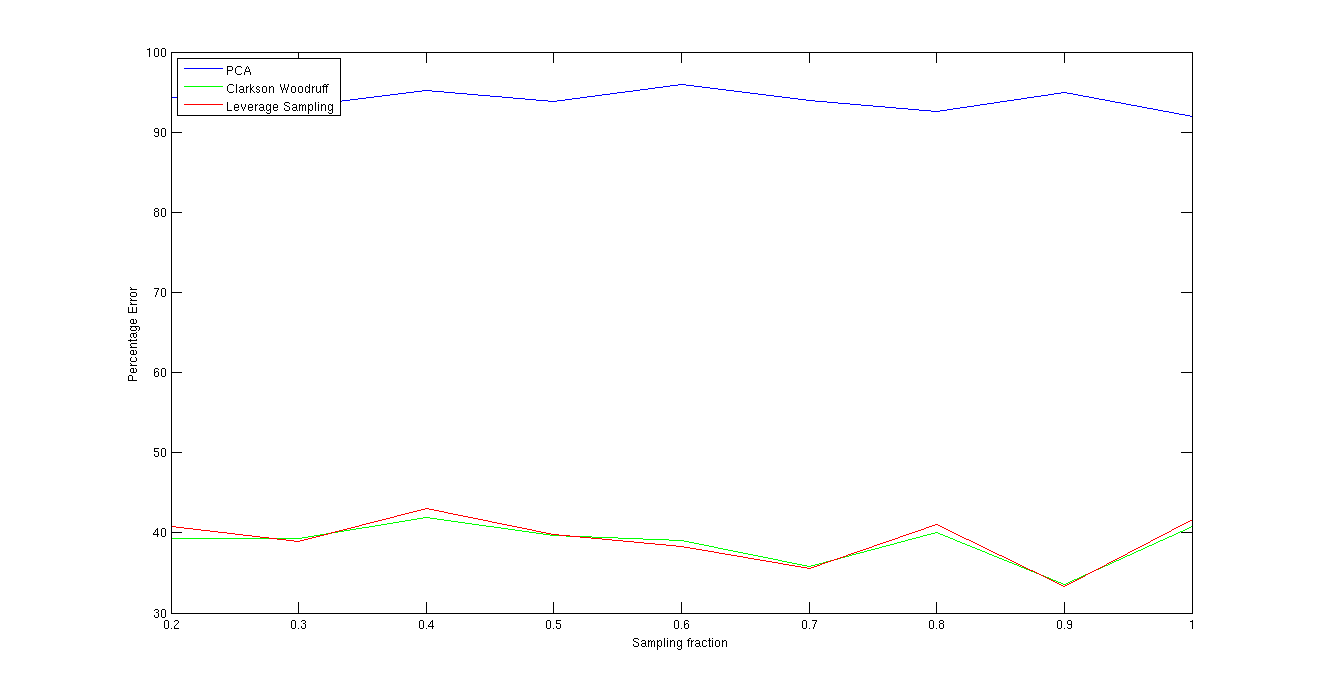 100
90
80
70
60
50
40
30
PCA
Clarkson Woodruff
Leverage Sampling
Percentage Error
0.2 0.3 0.4 0.5 0.6 0.7 0.8 0.9 1
Sampling fraction